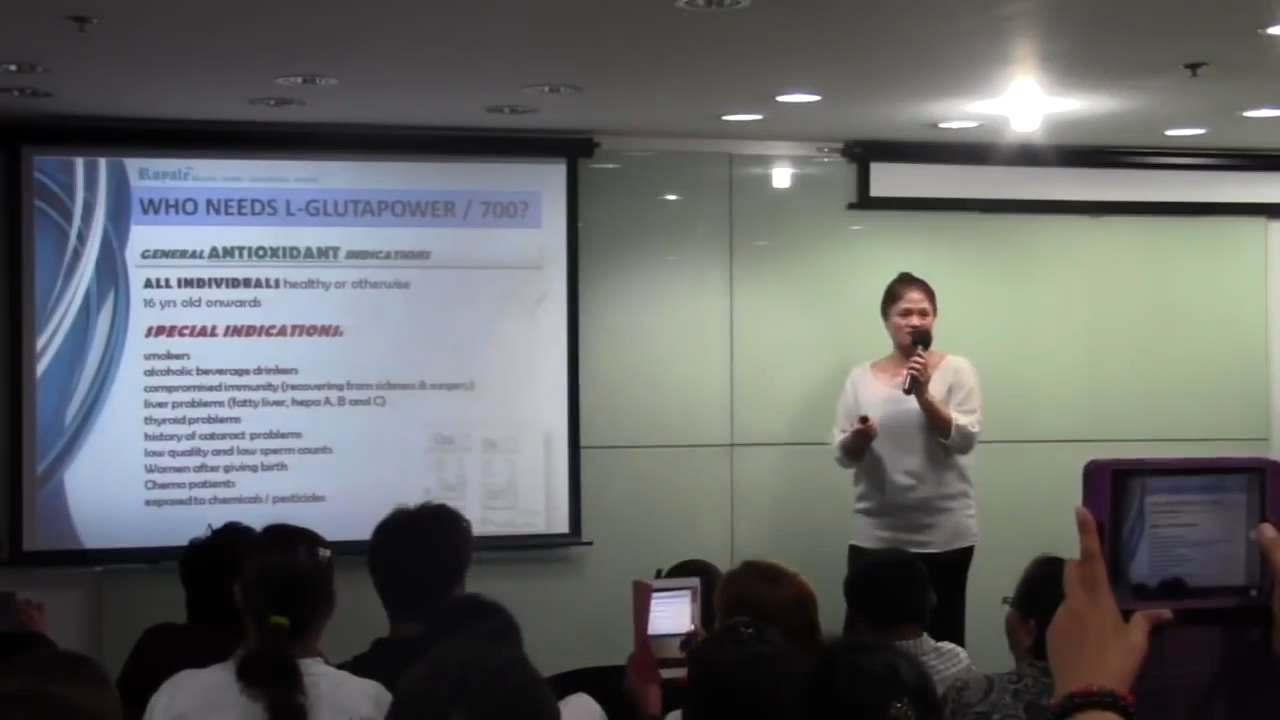 WHO NEEDS L-GLUTAPOWER / 700?
GENERAL ANTIOXIDANT INDICATIONS
ALL INDIVIDUALS healthy or otherwise
16 yrs old onwards
SPECIAL INDICATIONS:
smokers
alcoholic beverage drinkers
compromised immunity (recovering from sickness & surgery)
liver problems (fatty liver, hepa A, B and C)
thyroid problems
history of cataract problems
low quality and low sperm counts
Women after giving birth
Chemo patients
exposed to chemicals / pesticides